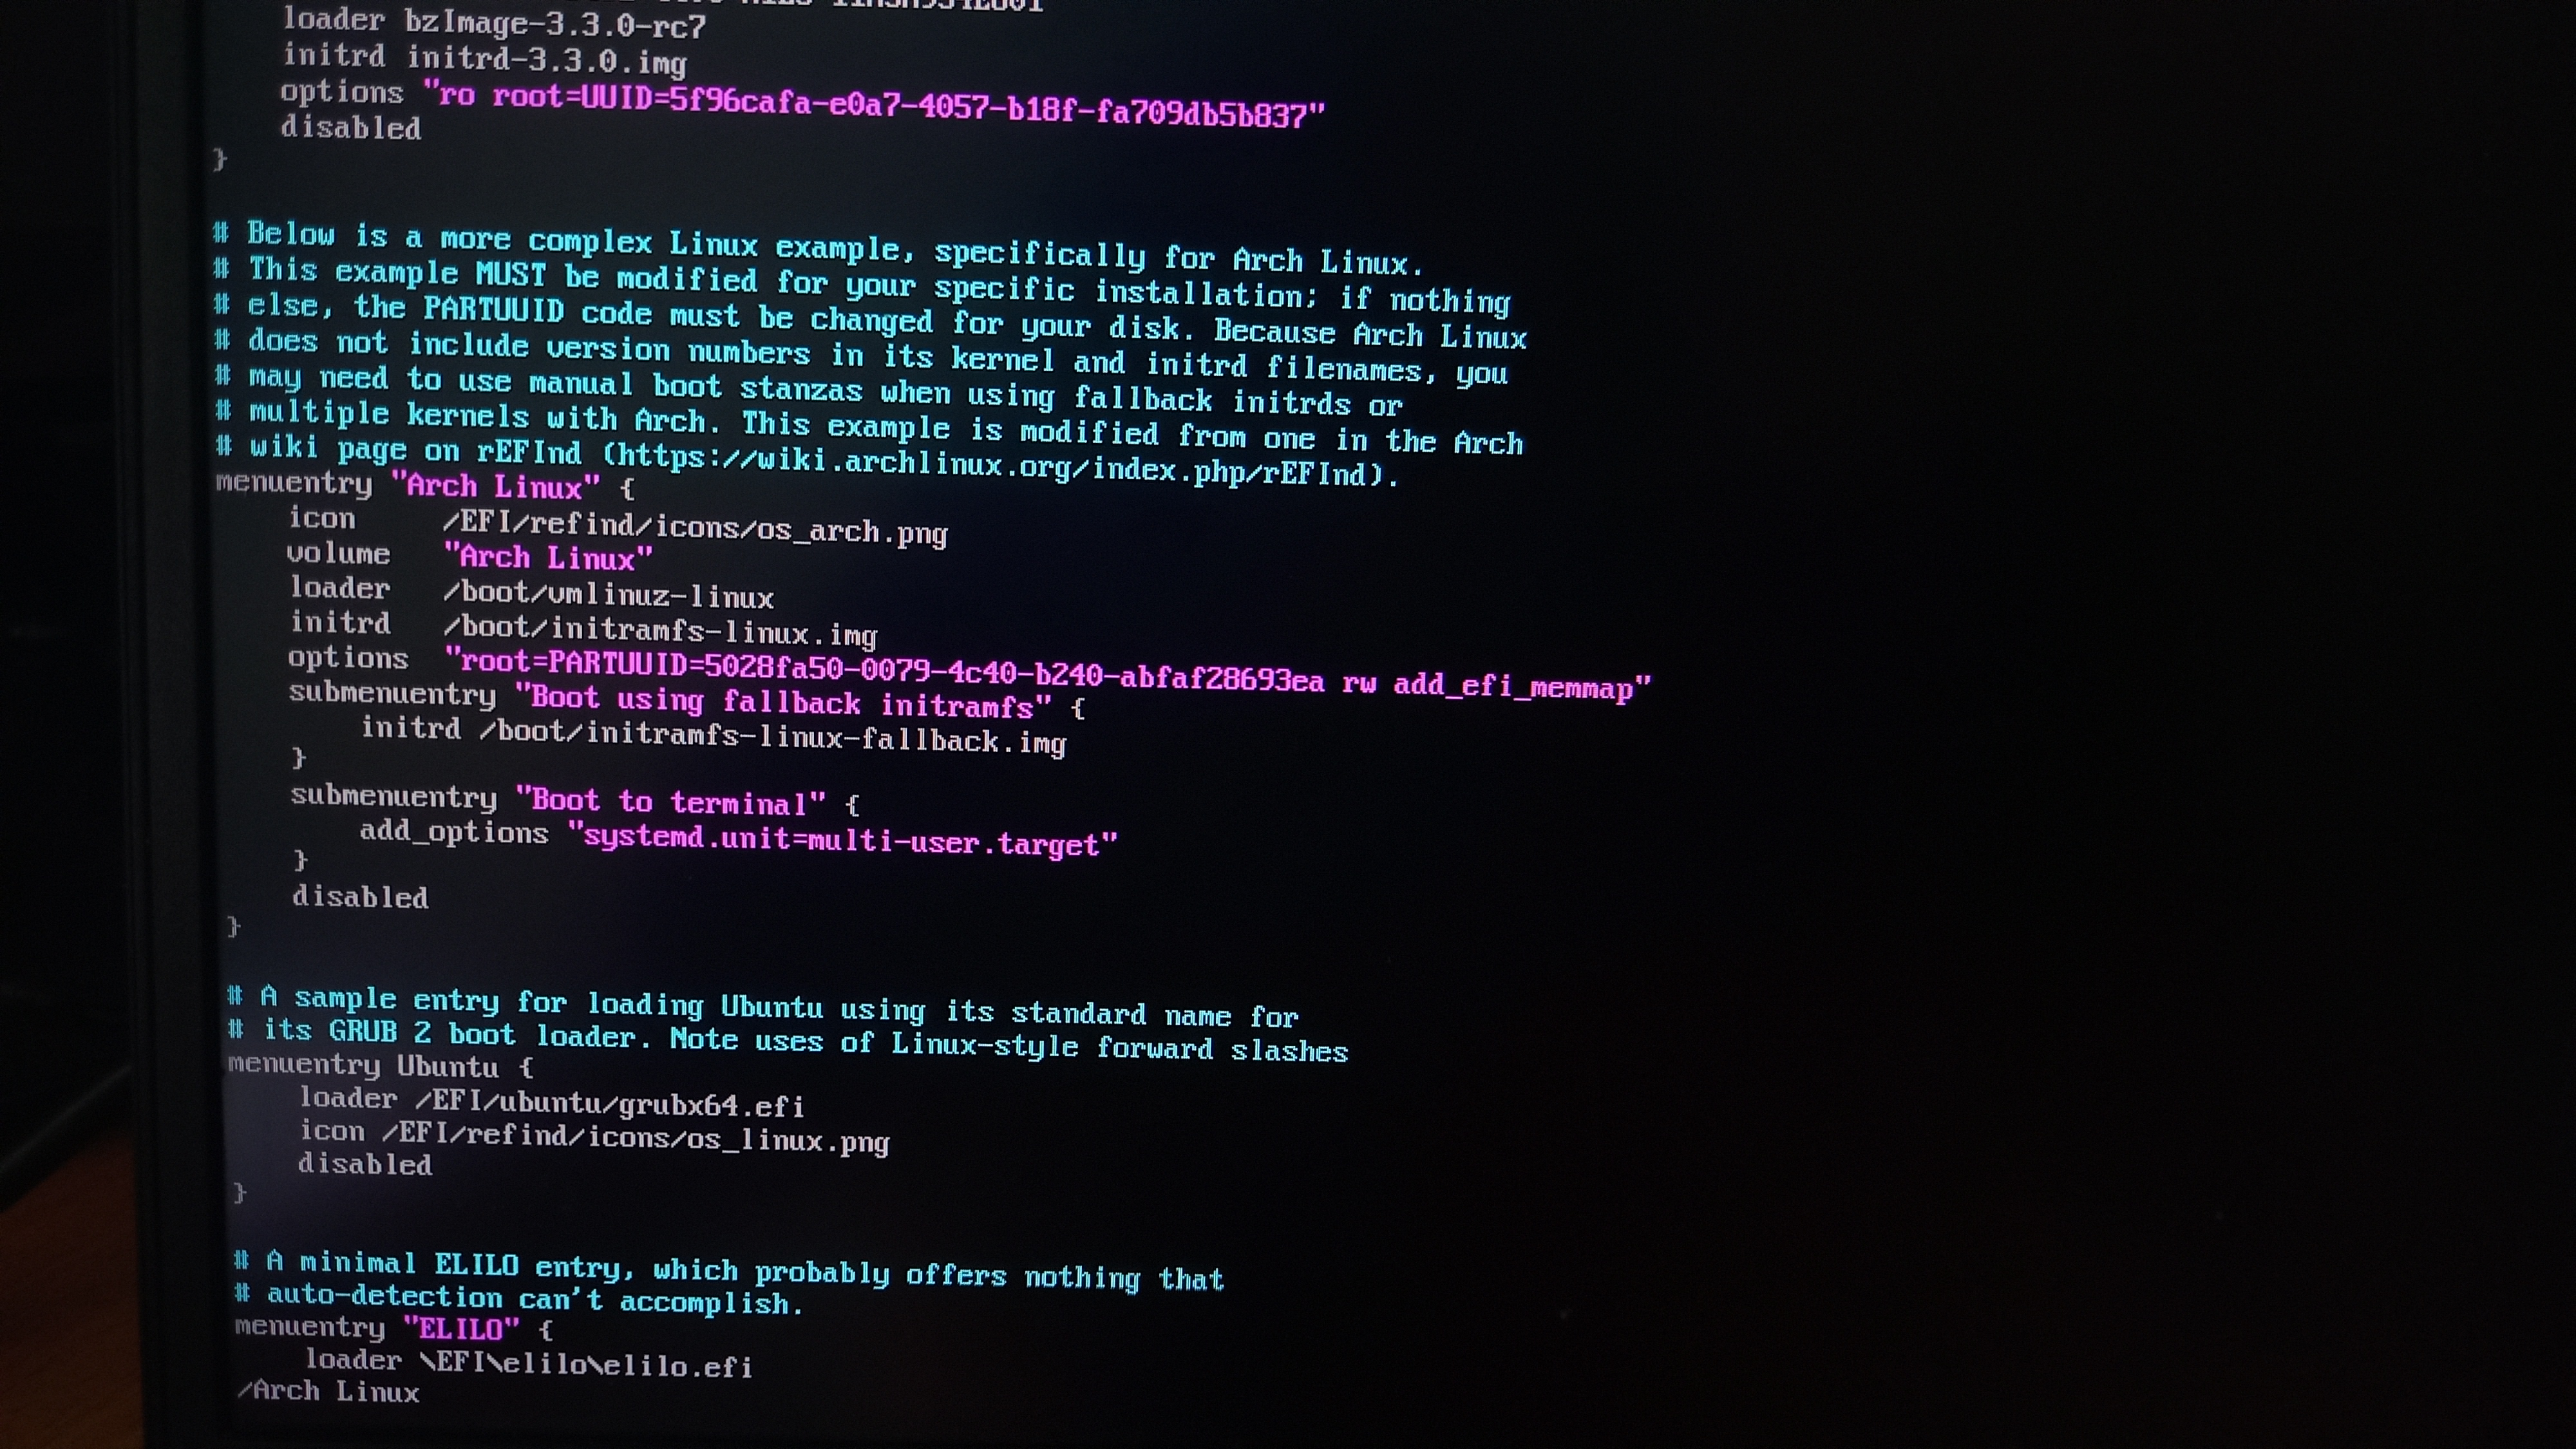 loader bzImage-3.3.0-rc7
    initrd initrd-3.3.0.img
    options "ro root=UUID=5f96cafa-e0a7-4057-b18f-fa709db5b837"
    disabled
}
# Below is a more complex Linux example, specifically for Arch Linux.
# This example MUST be modified for your specific installation; if nothing
# else, the PARTUUID code must be changed for your disk. Because Arch Linux
# does not include version numbers in its kernel and initrd filenames, you
# may need to use manual boot stanzas when using fallback initrds or
# multiple kernels with Arch. This example is modified from one in the Arch
# wiki page on rEFInd (https://wiki.archlinux.org/index.php/rEFInd).
menuentry "Arch Linux" {
    icon     /EFI/refind/icons/os_arch.png
    volume   "Arch Linux"
    loader   /boot/vmlinuz-linux
    initrd   /boot/initramfs-linux.img
    options  "root=PARTUUID=5028fa50-0079-4c40-b240-abfaf28693ea rw add_efi_memmap"
    submenuentry "Boot using fallback initramfs" {
        initrd /boot/initramfs-linux-fallback.img
    }
    submenuentry "Boot to terminal" {
        add_options "systemd.unit=multi-user.target"
    }
    disabled
}
# A sample entry for loading Ubuntu using its standard name for
# its GRUB 2 boot loader. Note uses of Linux-style forward slashes
menuentry Ubuntu {
    loader /EFI/ubuntu/grubx64.efi
    icon /EFI/refind/icons/os_linux.png
    disabled
}
# A minimal ELILO entry, which probably offers nothing that
# auto-detection can't accomplish.
menuentry "ELILO" {
    loader \EFI\elilo\elilo.efi
/Arch Linux